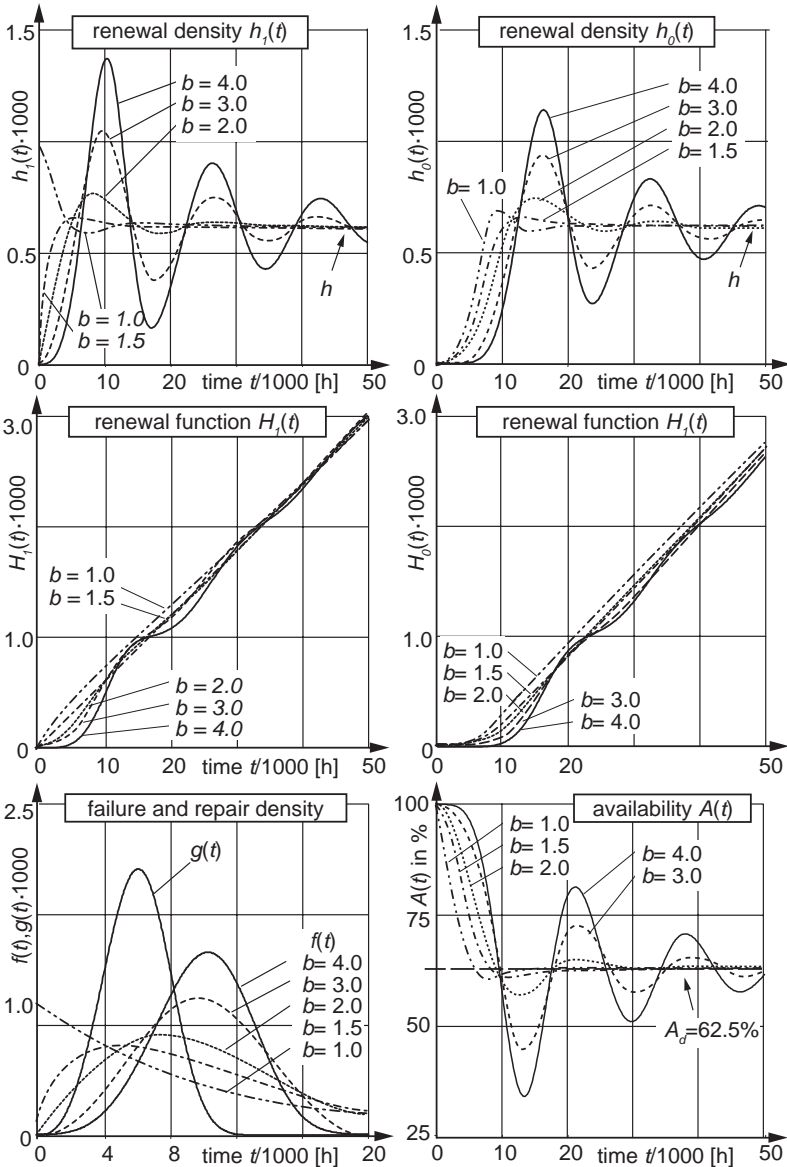 renewal density h1(t)
1.5
h1(t)·1000
0.5
0
b = 4.0
b = 3.0
b = 2.0
h
b = 1.0
b = 1.5
0 10 20 time t/1000 [h] 50
renewal density h0(t)
1.5
h0(t)·1000
0.5
0
b= 4.0
b= 3.0
b= 2.0
b= 1.5
b= 1.0
h
0 10 20 time t/1000 [h] 50
renewal function H1(t)
3.0
H1(t)·1000
1.0
0
b = 1.0
b = 1.5
b = 2.0
b = 3.0
b = 4.0
0 10 20 time t/1000 [h] 50
renewal function H1(t)
3.0
H0(t)·1000
1.0
0
b= 1.0
b= 1.5
b= 2.0
b= 3.0
b= 4.0
0 10 20 time t/1000 [h] 50
failure and repair density
2.5
f(t),g(t)·1000
1.0
0
g(t)
f(t)
b= 4.0
b= 3.0
b= 2.0
b= 1.5
b= 1.0
0 4 8 time t/1000 [h] 20
availability A(t)
100
A(t) in %
75
50
25
b= 1.0
b= 1.5
b= 2.0
b= 4.0
b= 3.0
Ad=62.5%
0 10 20 time t/1000 [h] 50